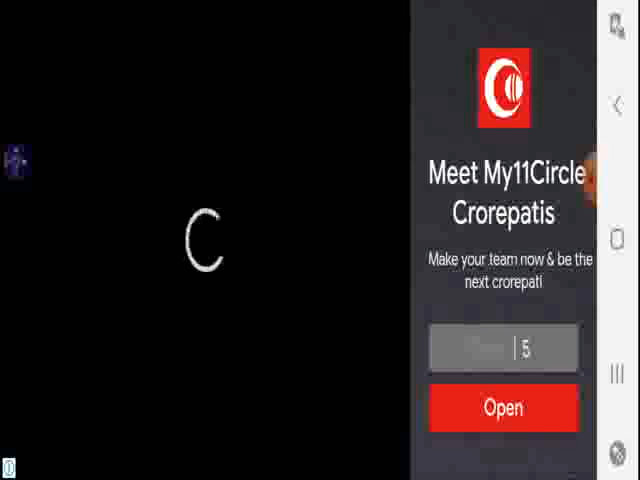 Meet My11Circle
Crorepatis
Make your team now & be the
next crorepati
| 5
Open